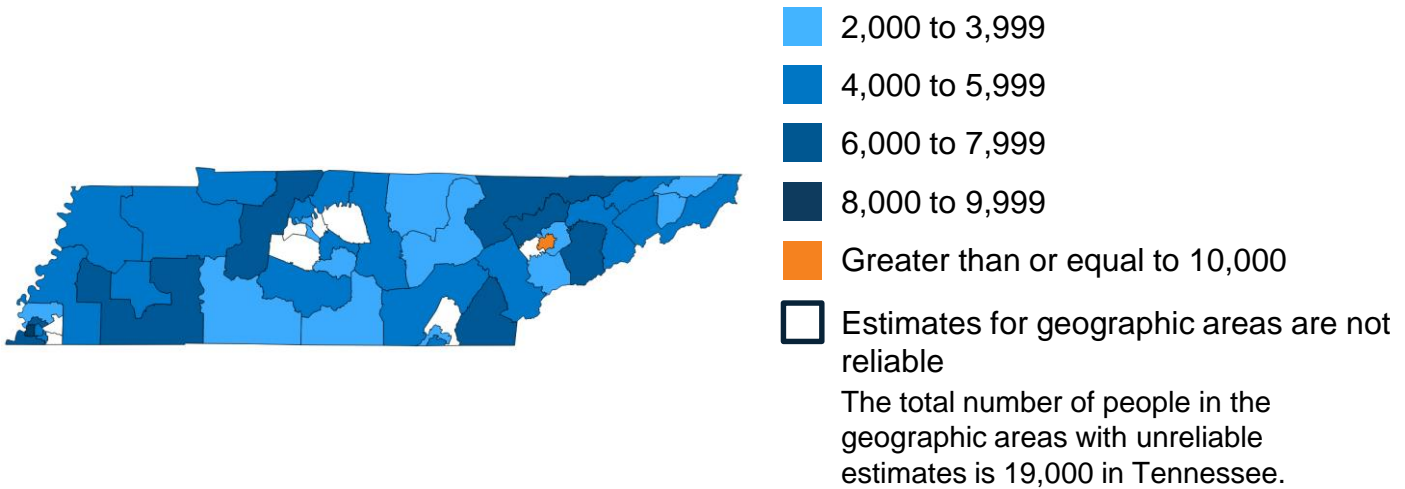 2,000 to 3,999
4,000 to 5,999
6,000 to 7,999
8,000 to 9,999
Greater than or equal to 10,000
Estimates for geographic areas are not
reliable
The total number of people in the
geographic areas with unreliable
estimates is 19,000 in Tennessee.